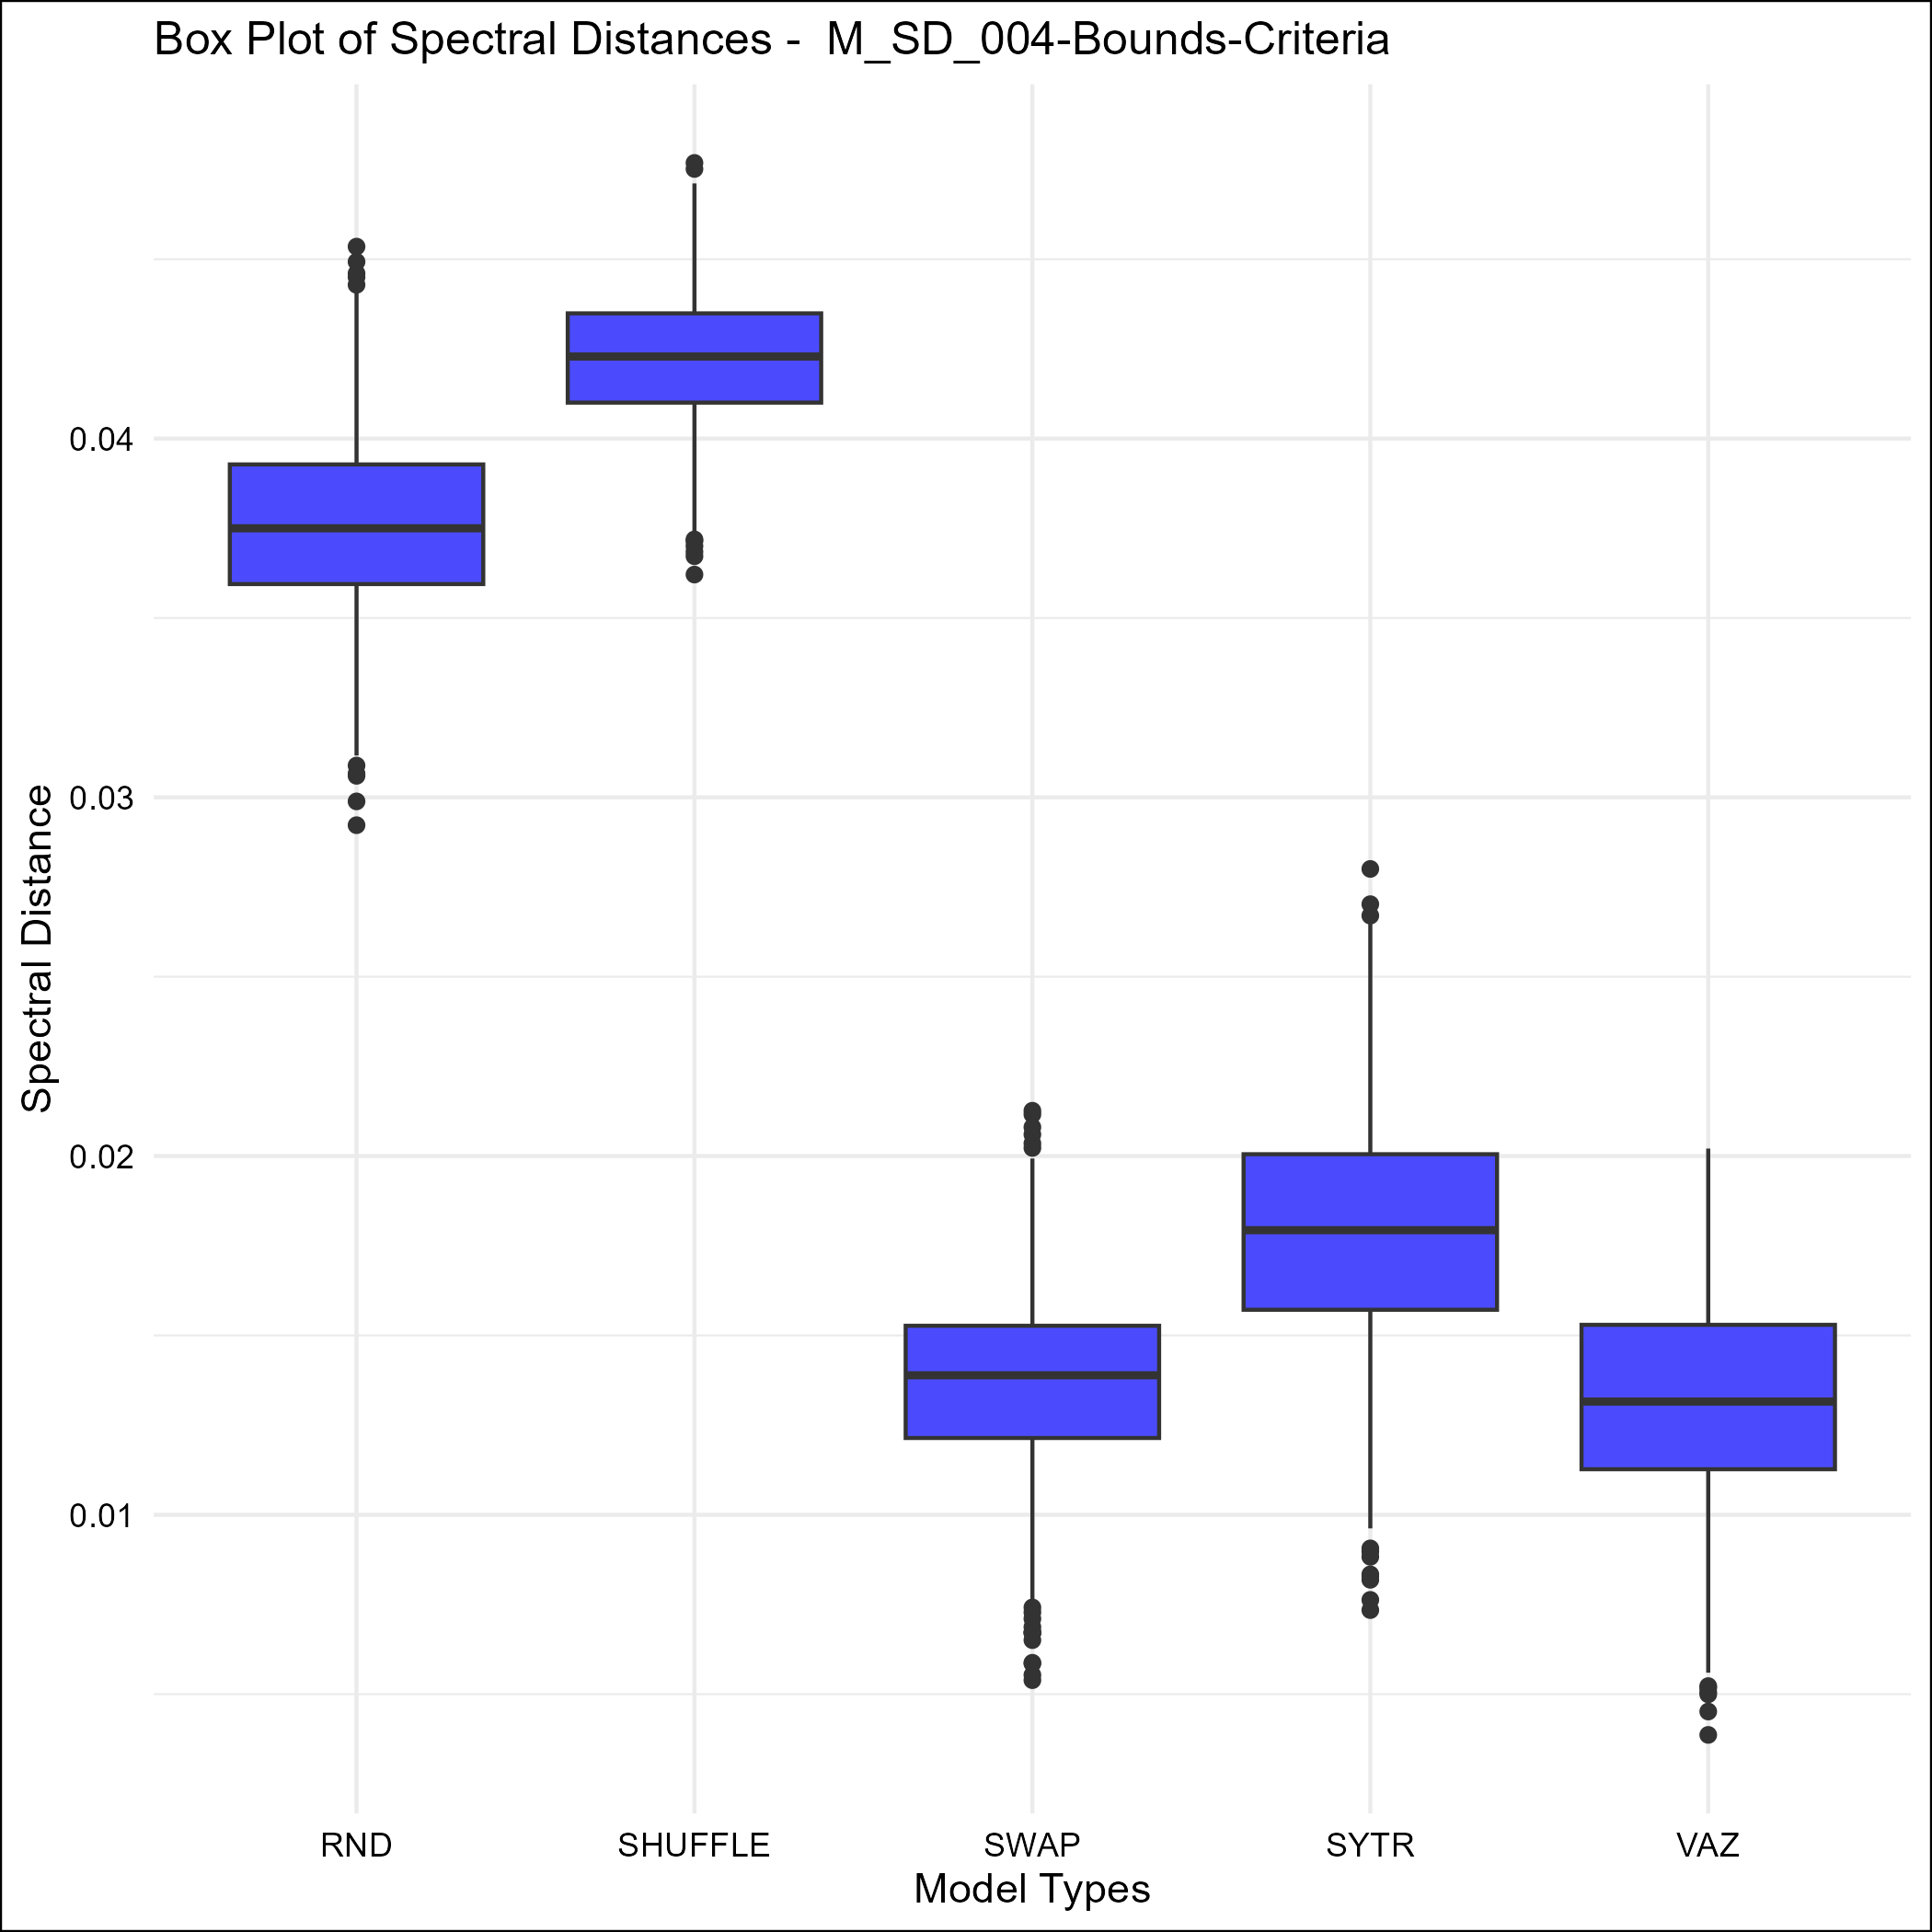 Box Plot of Spectral Distances -  M_SD_004-Bounds-Criteria
Spectral Distance
0.04
0.03
0.02
0.01
RND SHUFFLE SWAP SYTR VAZ
Model Types